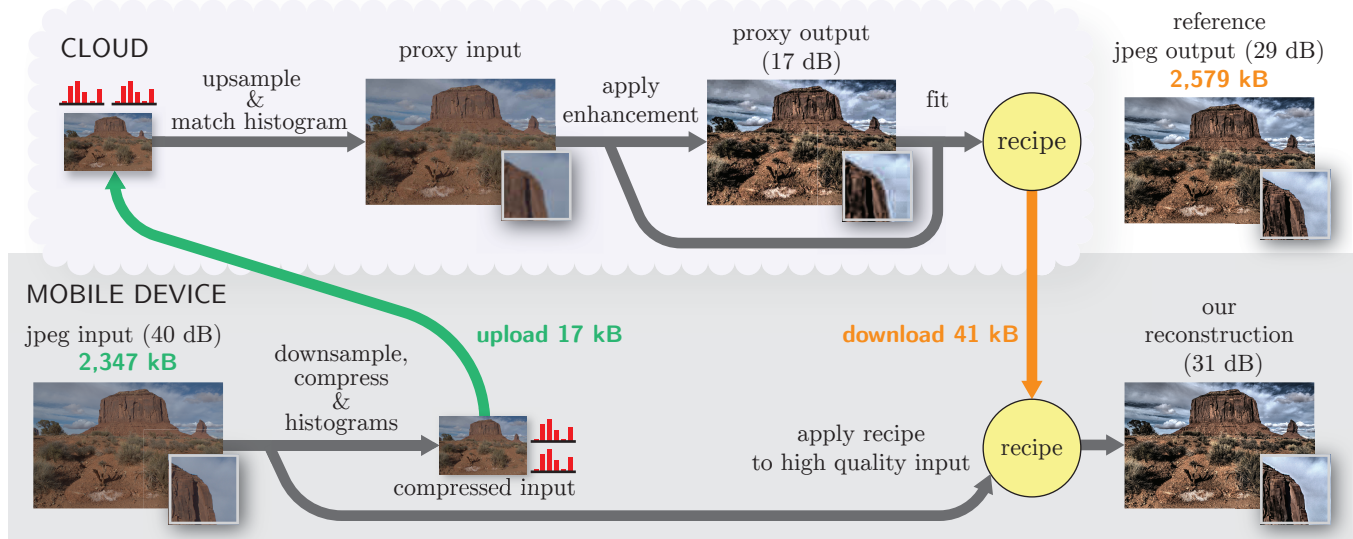 CLOUD
upsample
&
match histogram
proxy input
apply
enhancement
proxy output
(17 dB)
fit
recipe
reference
jpeg output (29 dB)
2,579 kB
MOBILE DEVICE
jpeg input (40 dB)
2,347 kB
downsample,
compress
&
histograms
upload 17 kB
compressed input
download 41 kB
apply recipe
to high quality input
recipe
our
reconstruction
(31 dB)